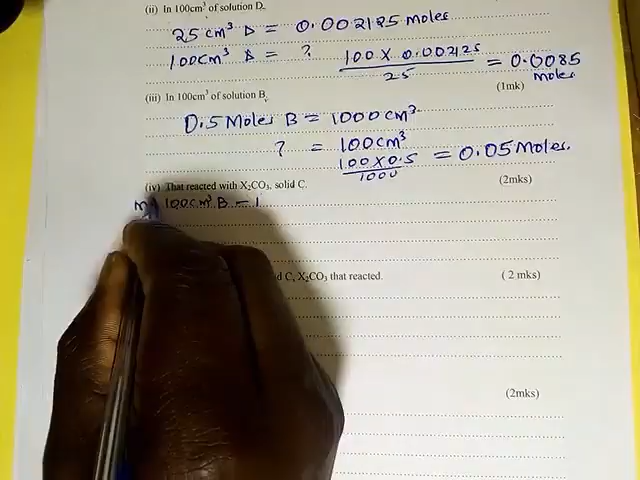 (ii) In 100cm³ of solution D.
25 cm³ D = 0.002125 moles
100cm³ B = ? 100 X 0.002125 / 25 = 0.0085 moles
(1mk)
(iii) In 100cm³ of solution B.
0.5 Moles B = 1000cm³
? = 100cm³
100X0.5 / 1000 = 0.05 Moles.
(iv) That reacted with X₂CO₃, solid C. (2mks)
100cm³ B –
C, X₂CO₃ that reacted. ( 2 mks)
(2mks)